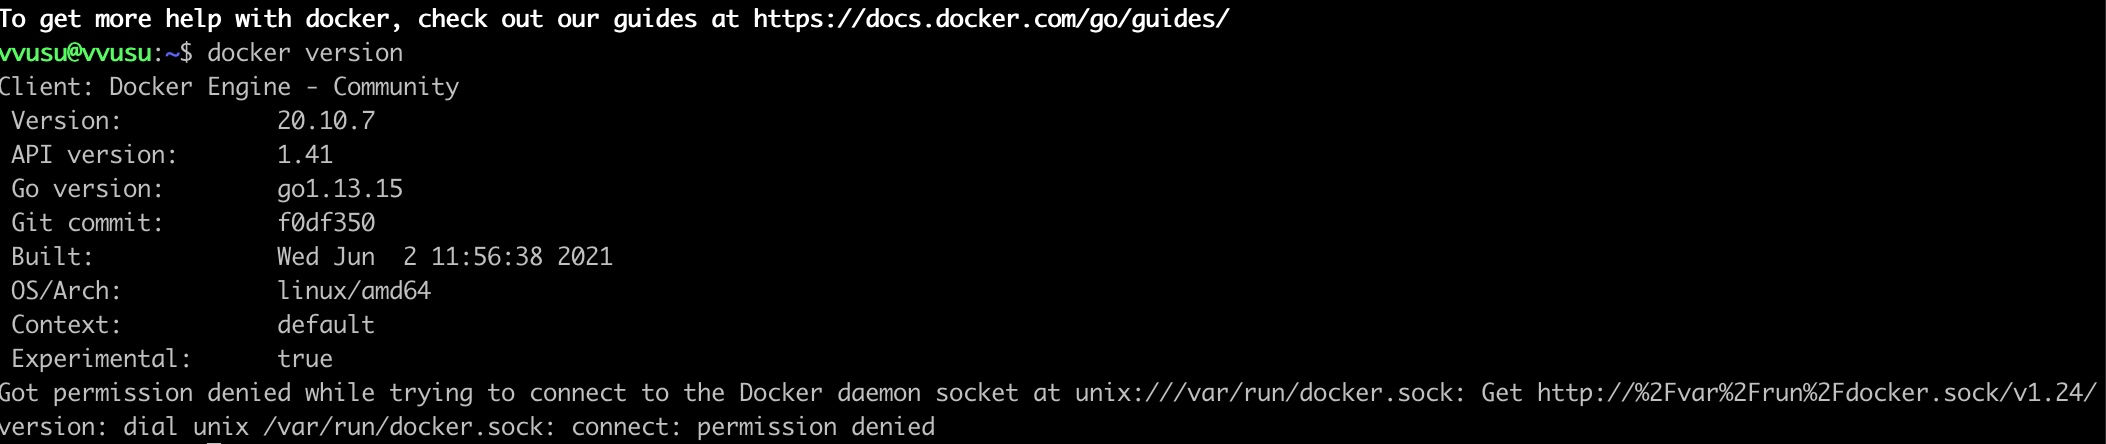 To get more help with docker, check out our guides at https://docs.docker.com/go/guides/
vvusu@vvusu:~$ docker version
Client: Docker Engine - Community
 Version:           20.10.7
 API version:       1.41
 Go version:        go1.13.15
 Git commit:        f0df350
 Built:             Wed Jun  2 11:56:38 2021
 OS/Arch:           linux/amd64
 Context:           default
 Experimental:      true
Got permission denied while trying to connect to the Docker daemon socket at unix:///var/run/docker.sock: Get http://%2Fvar%2Frun%2Fdocker.sock/v1.24/
version: dial unix /var/run/docker.sock: connect: permission denied